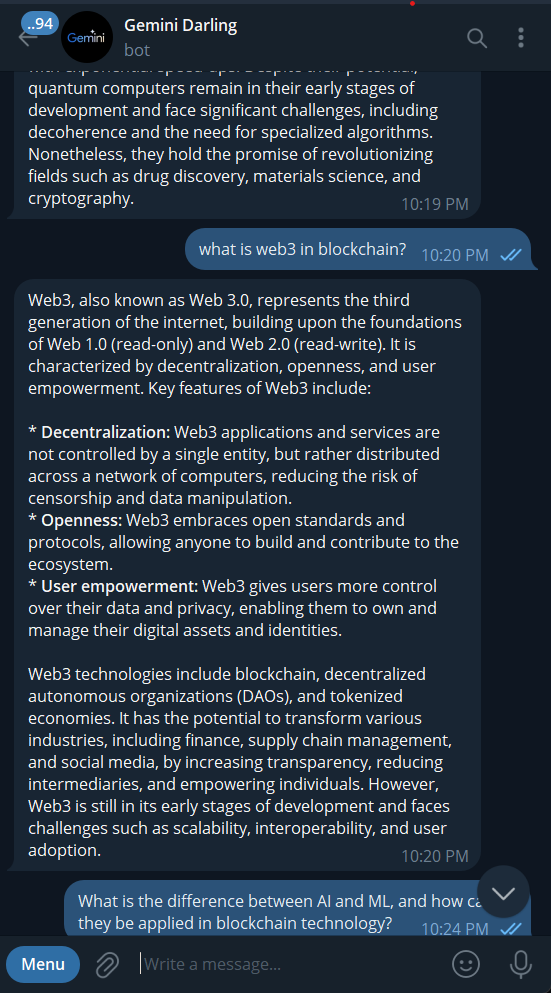 ..94
Gemini
Gemini Darling
bot
quantum computers remain in their early stages of
development and face significant challenges, including
decoherence and the need for specialized algorithms.
Nonetheless, they hold the promise of revolutionizing
fields such as drug discovery, materials science, and
cryptography.
10:19 PM
what is web3 in blockchain?
10:20 PM
Web3, also known as Web 3.0, represents the third
generation of the internet, building upon the foundations
of Web 1.0 (read-only) and Web 2.0 (read-write). It is
characterized by decentralization, openness, and user
empowerment. Key features of Web3 include:
* Decentralization: Web3 applications and services are
not controlled by a single entity, but rather distributed
across a network of computers, reducing the risk of
censorship and data manipulation.
* Openness: Web3 embraces open standards and
protocols, allowing anyone to build and contribute to the
ecosystem.
* User empowerment: Web3 gives users more control
over their data and privacy, enabling them to own and
manage their digital assets and identities.
Web3 technologies include blockchain, decentralized
autonomous organizations (DAOs), and tokenized
economies. It has the potential to transform various
industries, including finance, supply chain management,
and social media, by increasing transparency, reducing
intermediaries, and empowering individuals. However,
Web3 is still in its early stages of development and faces
challenges such as scalability, interoperability, and user
adoption.
10:20 PM
What is the difference between AI and ML, and how ca
they be applied in blockchain technology?
10:24 PM
Menu
Write a message...